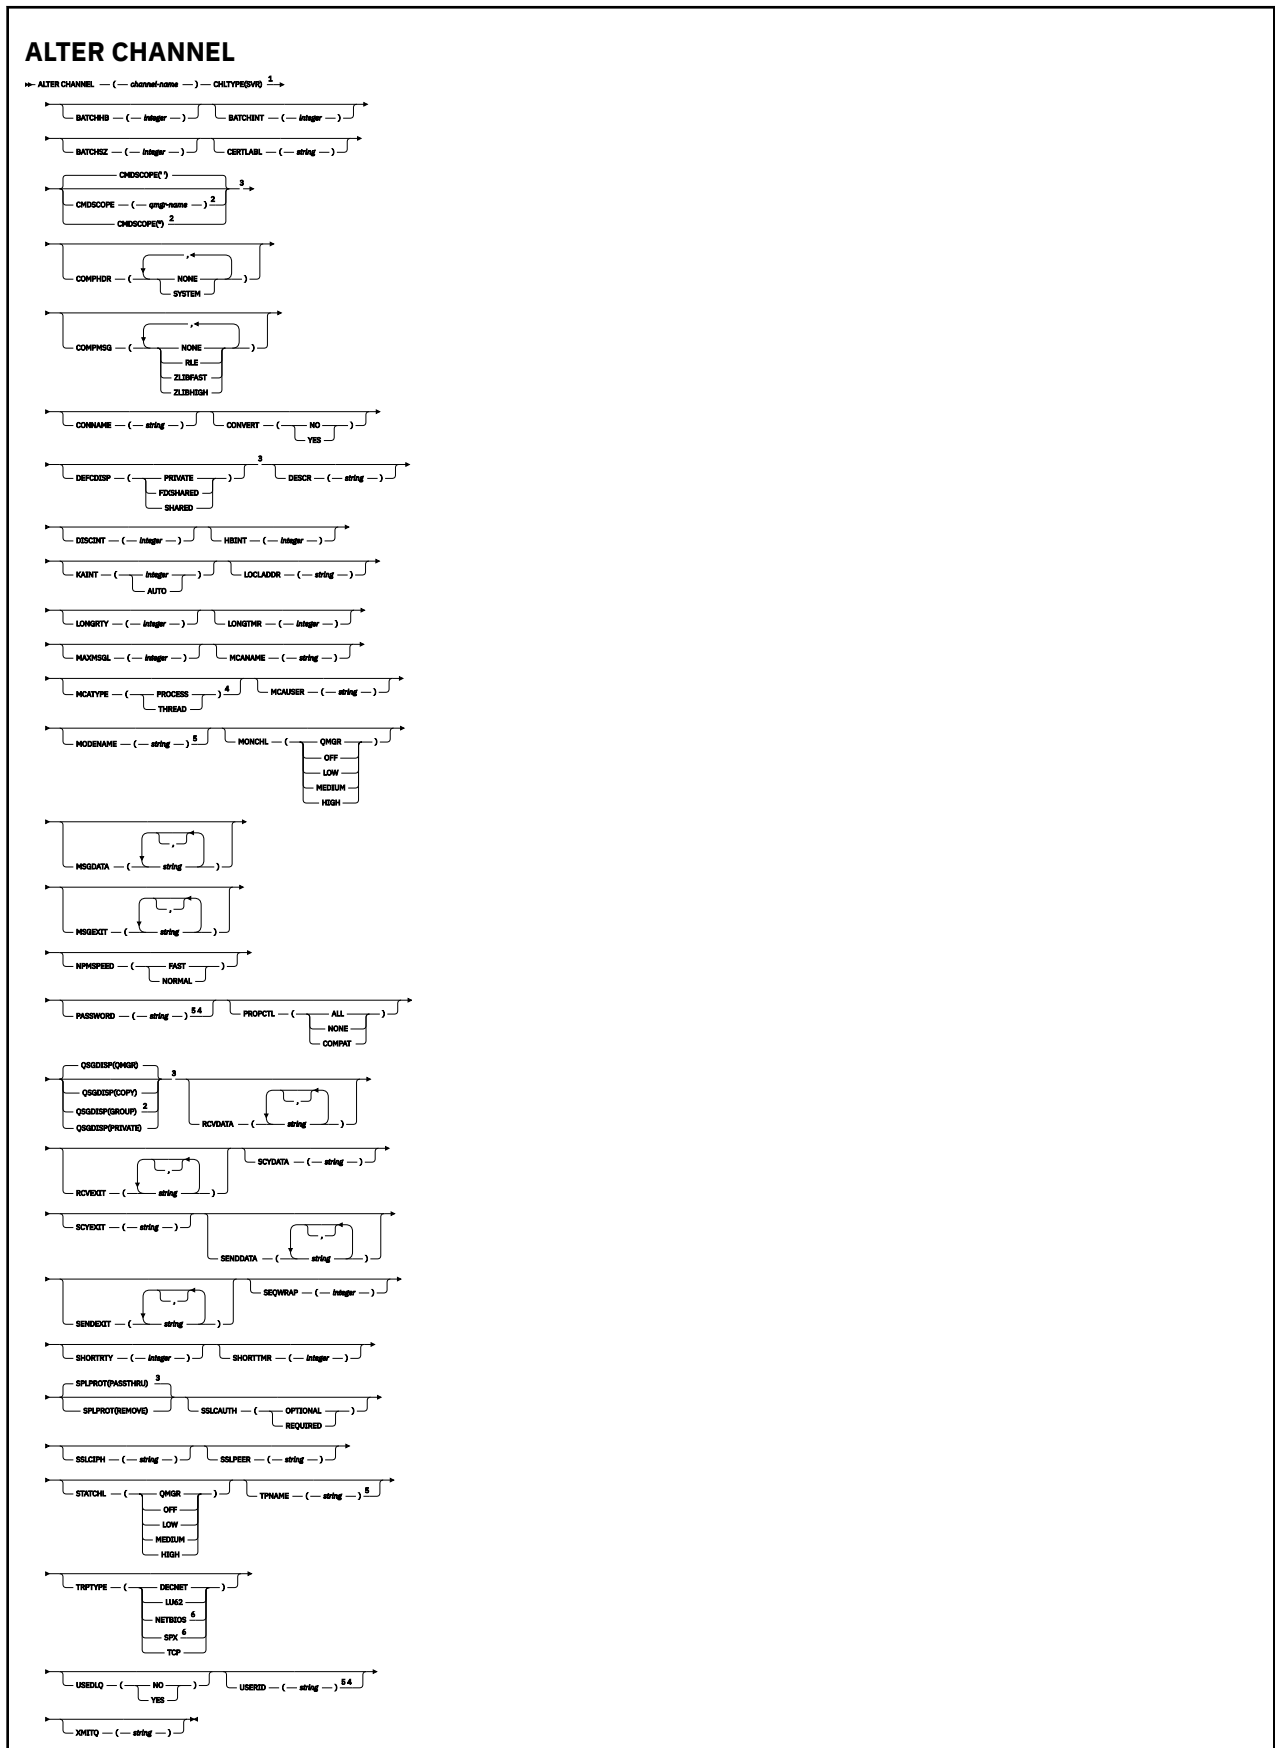 ALTER CHANNEL
ALTER CHANNEL ( channel-name ) CHLTYPE(SVR) 1
BATCHHB ( integer ) BATCHINT ( integer )
BATCHSZ ( integer ) CERTLABL ( string )
CMDSCOPE(' ')
CMDSCOPE ( qmgr-name ) 2 3
CMDSCOPE(*) 2
,
COMPHDR ( NONE )
SYSTEM
,
COMPMSG ( NONE )
RLE
ZLIBFAST
ZLIBHIGH
CONNAME ( string ) CONVERT ( NO )
YES
DEFCDISP ( PRIVATE ) 3 DESCR ( string )
FIXSHARED
SHARED
DISCINT ( integer ) HBINT ( integer )
KAINT ( integer ) LOCLADDR ( string )
AUTO
LONGRTY ( integer ) LONGTMR ( integer )
MAXMSGL ( integer ) MCANAME ( string )
MCATYPE ( PROCESS ) 4 MCAUSER ( string )
THREAD
MODENAME ( string ) 5 MONCHL ( QMGR )
OFF
LOW
MEDIUM
HIGH
,
MSGDATA ( string )
,
MSGEXIT ( string )
NPMSPEED ( FAST )
NORMAL
PASSWORD ( string ) 5 4 PROPCTL ( ALL )
NONE
COMPAT
QSGDISP(QMGR) 3
QSGDISP(COPY) ,
QSGDISP(GROUP) 2
QSGDISP(PRIVATE) RCVDATA ( string )
, SCYDATA ( string )
RCVEXIT ( string )
SCYEXIT ( string ) ,
SENDDATA ( string )
, SEQWRAP ( integer )
SENDEXIT ( string )
SHORTRTY ( integer ) SHORTTMR ( integer )
SPLPROT(PASSTHRU) 3
SPLPROT(REMOVE) SSLCAUTH ( OPTIONAL )
REQUIRED
SSLCIPH ( string ) SSLPEER ( string )
STATCHL ( QMGR ) TPNAME ( string ) 5
OFF
LOW
MEDIUM
HIGH
TRPTYPE ( DECNET )
LU62
NETBIOS 6
SPX 6
TCP
USEDLQ ( NO ) USERID ( string ) 5 4
YES
XMITQ ( string )